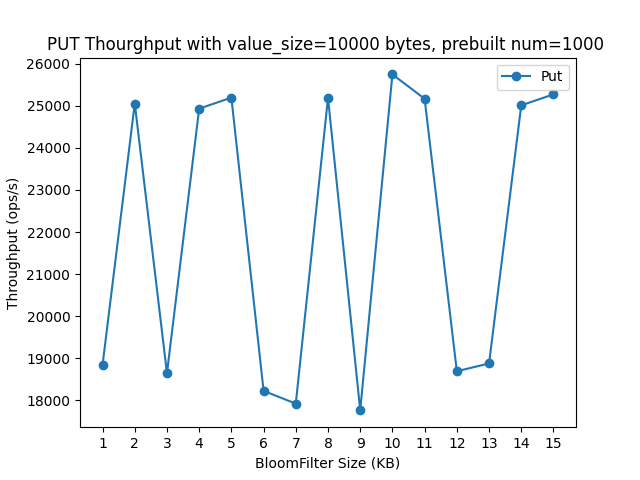 PUT Thourghput with value_size=10000 bytes, prebuilt num=1000
Put
26000
25000
24000
23000
22000
21000
20000
19000
18000
Throughput (ops/s)
1 2 3 4 5 6 7 8 9 10 11 12 13 14 15
BloomFilter Size (KB)